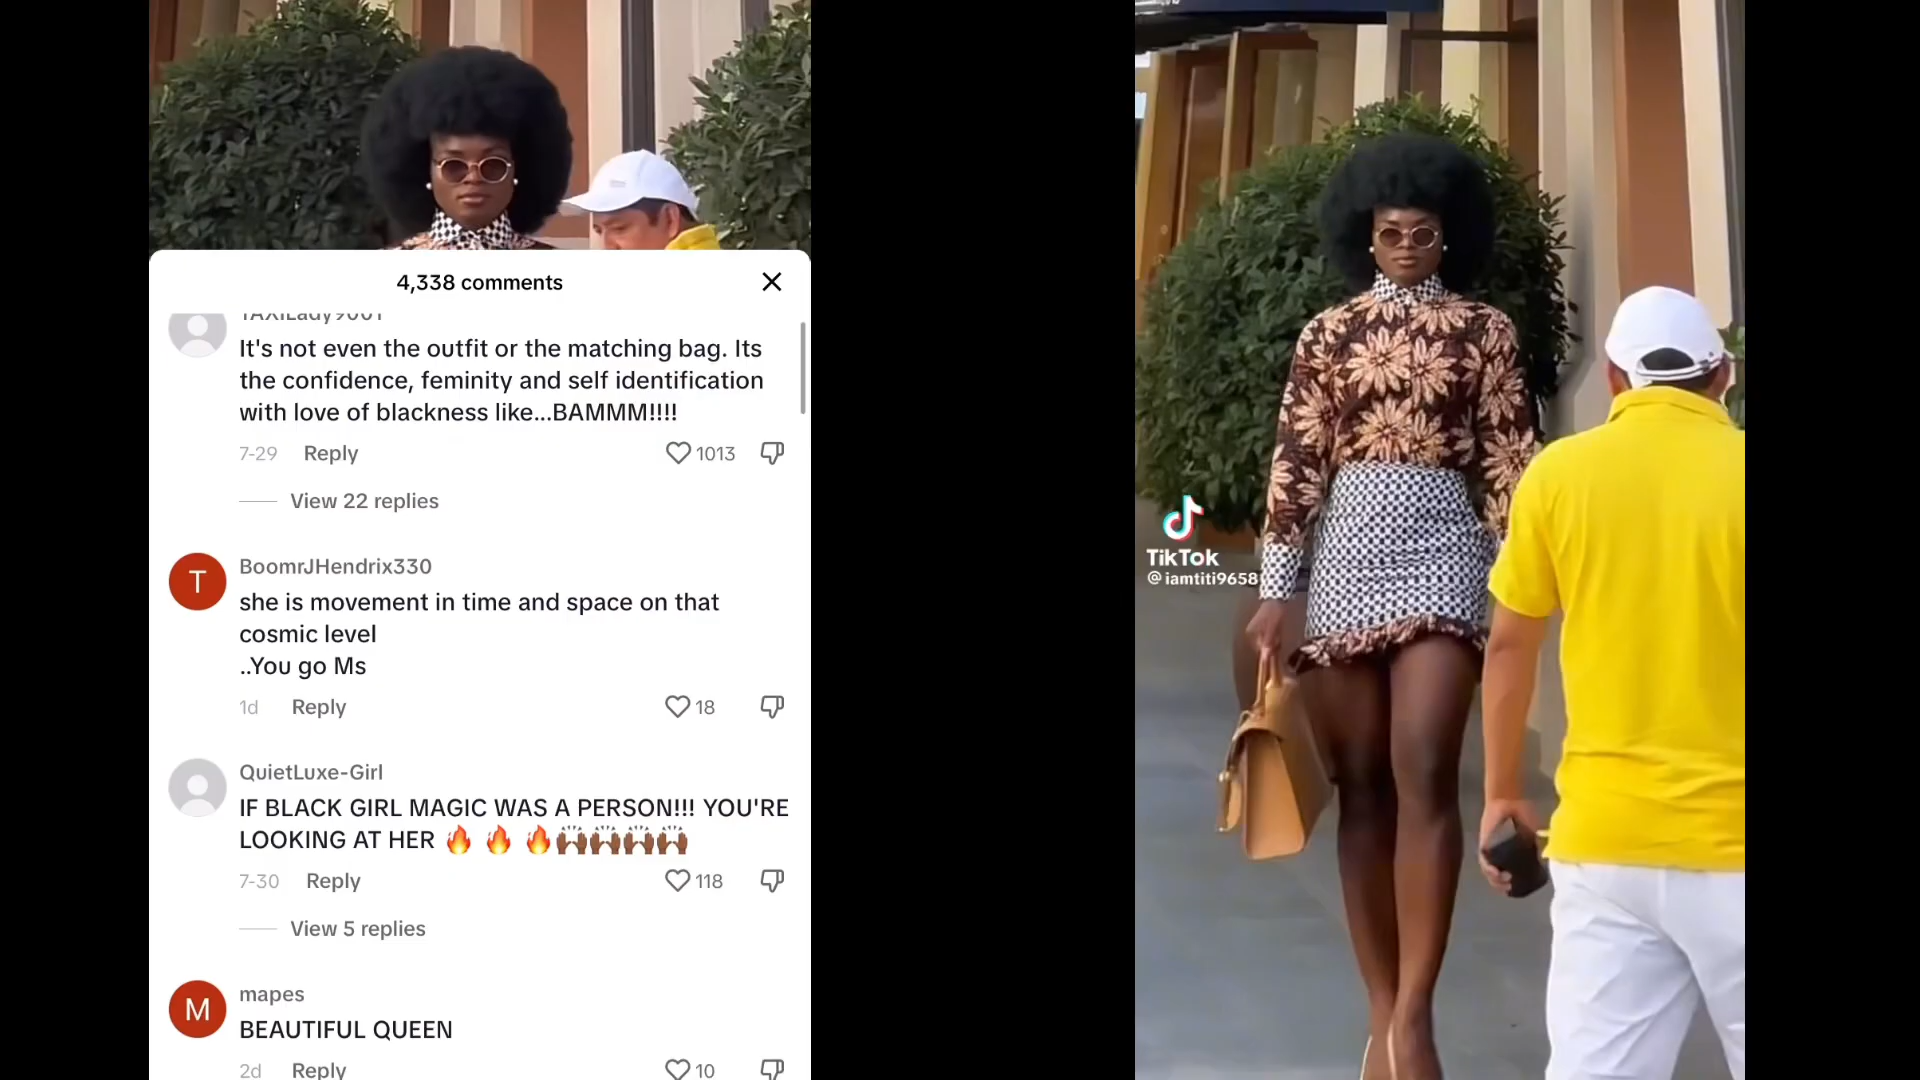 4,338 comments
TAXILady9001
It's not even the outfit or the matching bag. Its
the confidence, feminity and self identification
with love of blackness like...BAMMM!!!!
7-29 Reply 1013
View 22 replies
T
BoomrJHendrix330
she is movement in time and space on that
cosmic level
..You go Ms
1d Reply 18
QuietLuxe-Girl
IF BLACK GIRL MAGIC WAS A PERSON!!! YOU'RE
LOOKING AT HER 🔥 🔥 🔥🙌🏾🙌🏾🙌🏾🙌🏾
7-30 Reply 118
View 5 replies
M
mapes
BEAUTIFUL QUEEN
2d Reply 10
TikTok
@iamtiti9658